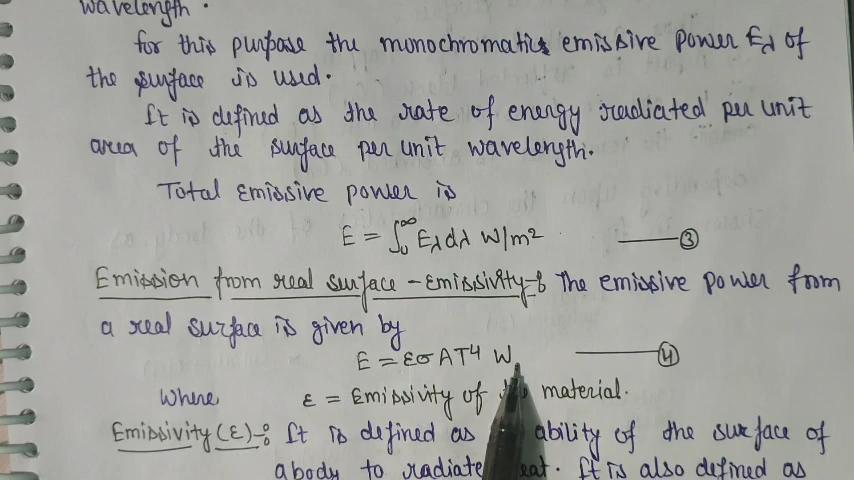 wavelength.
for this purpose the monochromatic emissive power Eλ of
the surface is used.
It is defined as the rate of energy radiated per unit
area of the surface per unit wavelength.
Total Emissive power is
E = ∫₀^∞ Eλ dλ W/m² —— ③
Emission from real surface - Emissivity :- The emissive power from
a real surface is given by
E = εσAT⁴ W —— ④
Where ε = Emissivity of material.
Emissivity (ε) :- It is defined as ability of the surface of
a body to radiate heat. It is also defined as